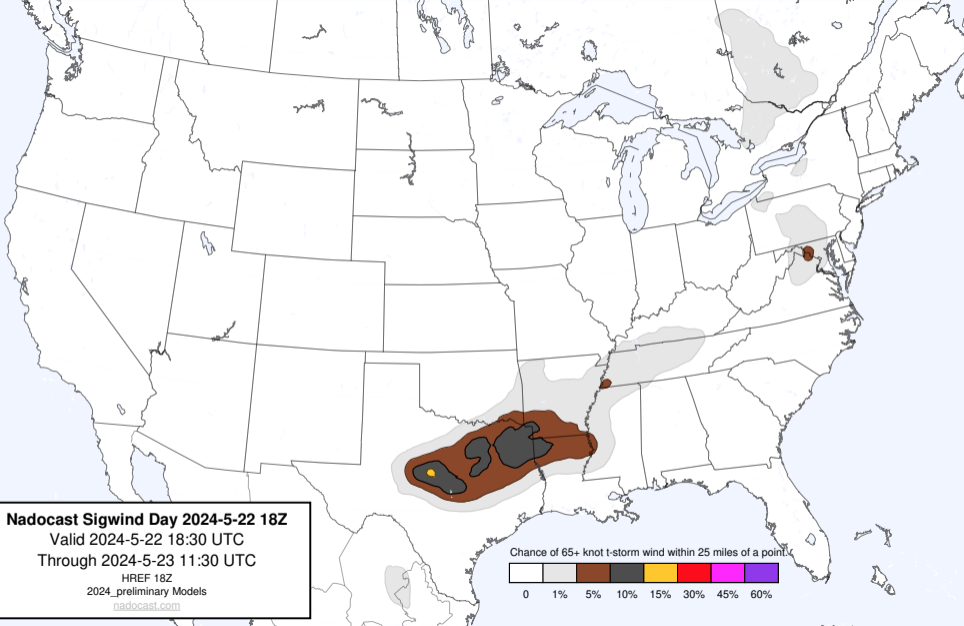 Nadocast Sigwind Day 2024-5-22 18Z
Valid 2024-5-22 18:30 UTC
Through 2024-5-23 11:30 UTC
HREF 18Z
2024_preliminary Models
nadocast.com
Chance of 65+ knot t-storm wind within 25 miles of a point.
0 1% 5% 10% 15% 30% 45% 60%